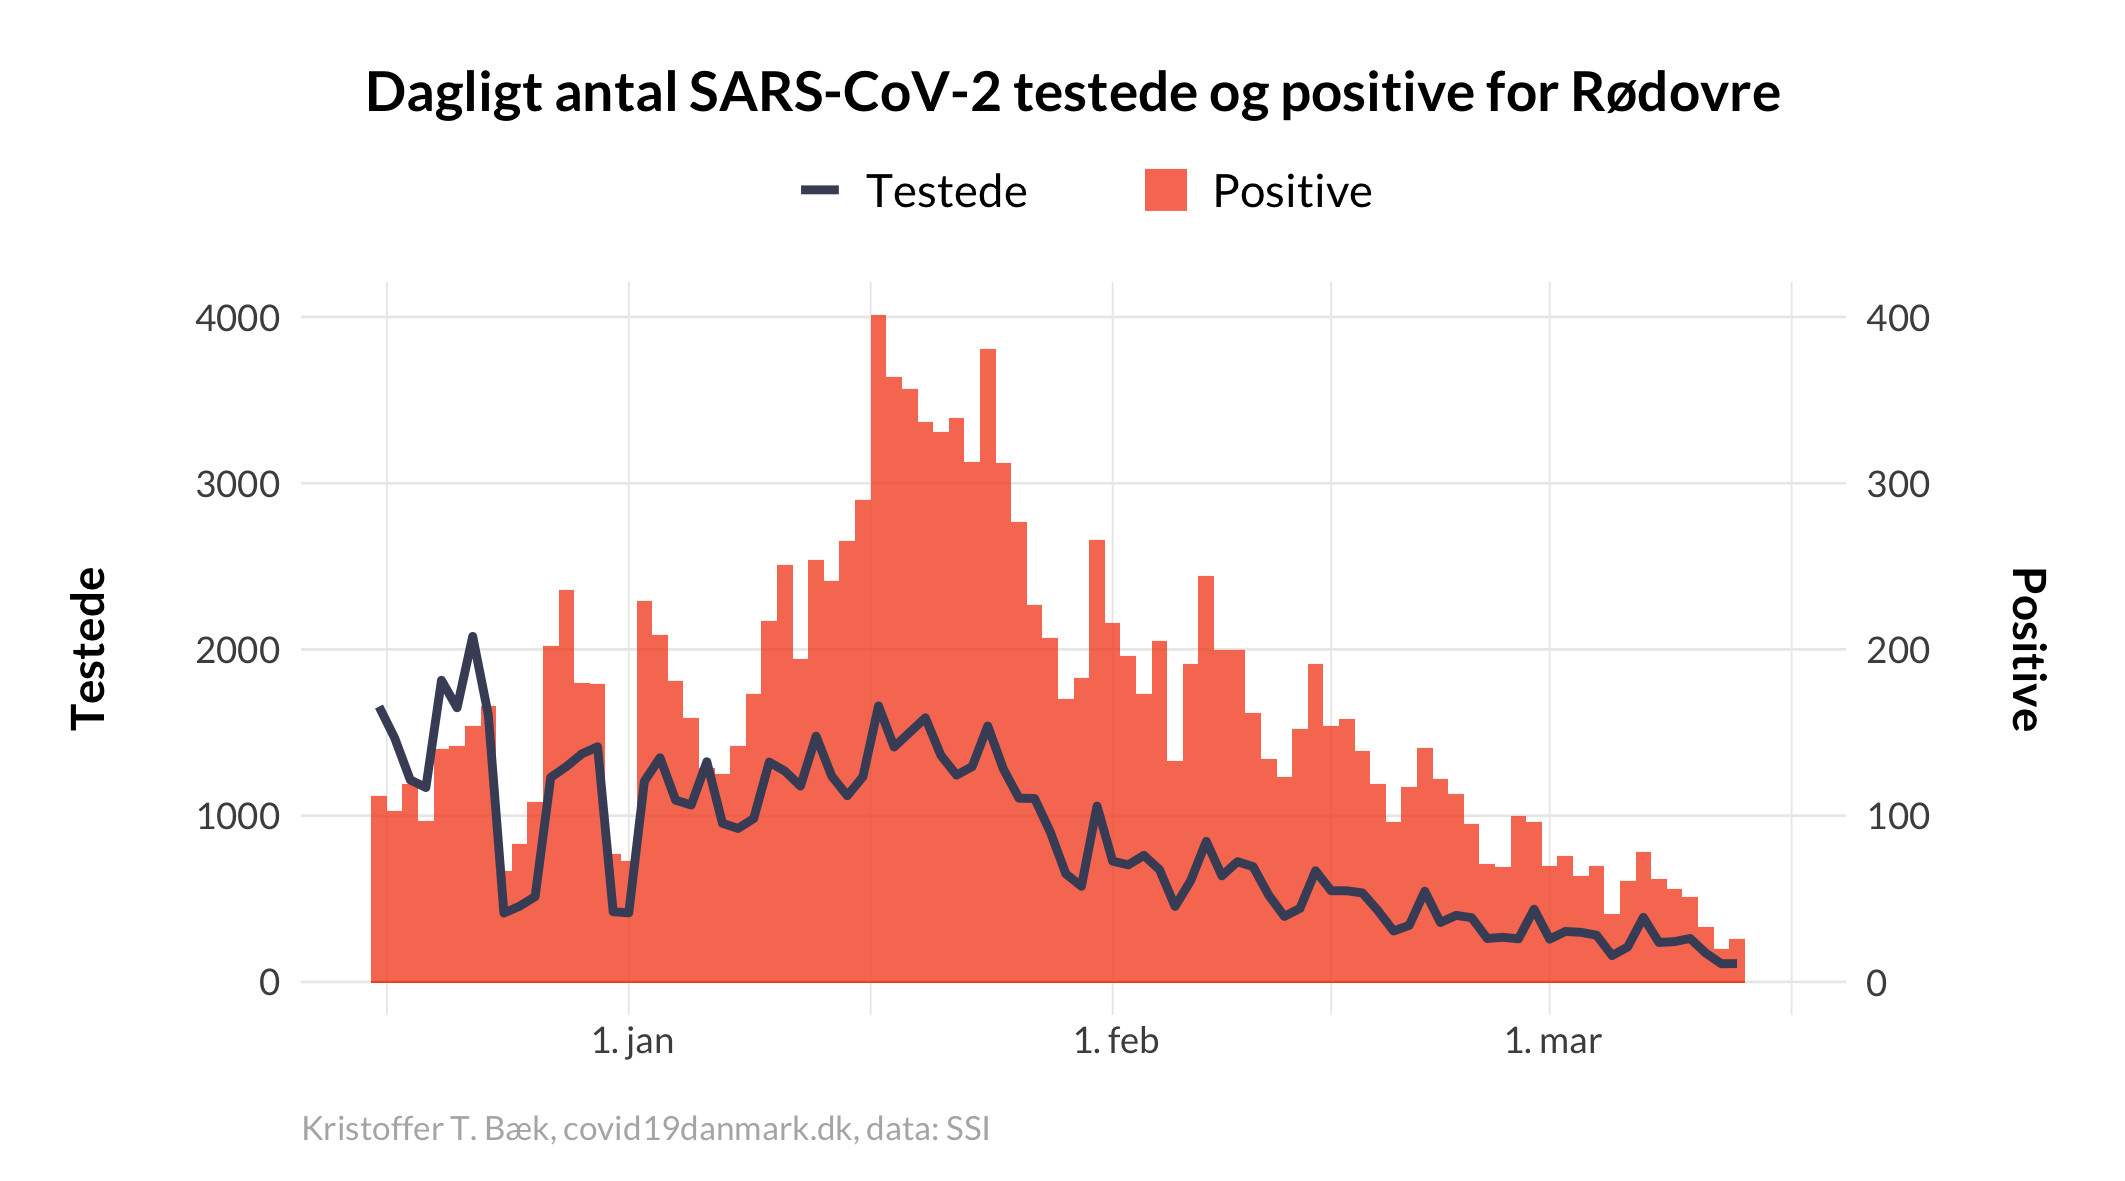 Dagligt antal SARS-CoV-2 testede og positive for Rødovre
Testede
Positive
4000
3000
2000
1000
0
400
300
200
100
0
Testede
Positive
1. jan
1. feb
1. mar
Kristoffer T. Bæk, covid19danmark.dk, data: SSI